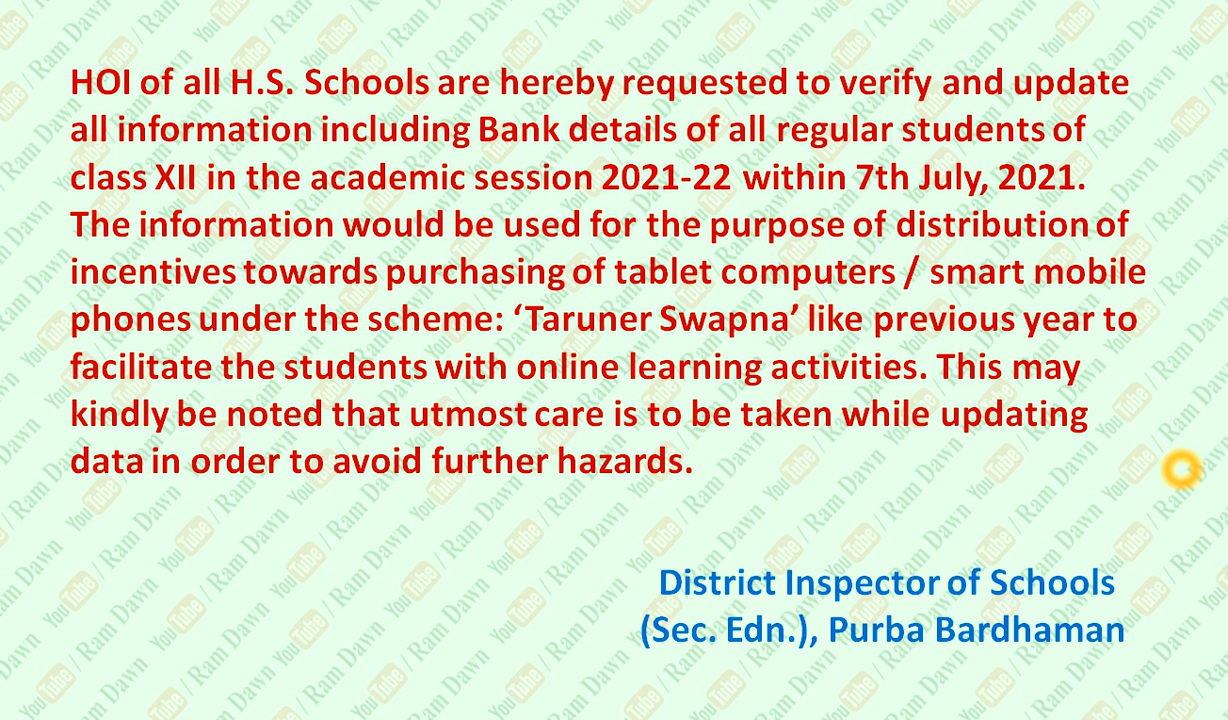 HOI of all H.S. Schools are hereby requested to verify and update
all information including Bank details of all regular students of
class XII in the academic session 2021-22 within 7th July, 2021.
The information would be used for the purpose of distribution of
incentives towards purchasing of tablet computers / smart mobile
phones under the scheme: ‘Taruner Swapna’ like previous year to
facilitate the students with online learning activities. This may
kindly be noted that utmost care is to be taken while updating
data in order to avoid further hazards.
District Inspector of Schools
(Sec. Edn.), Purba Bardhaman
YouTube / Ram Dawn